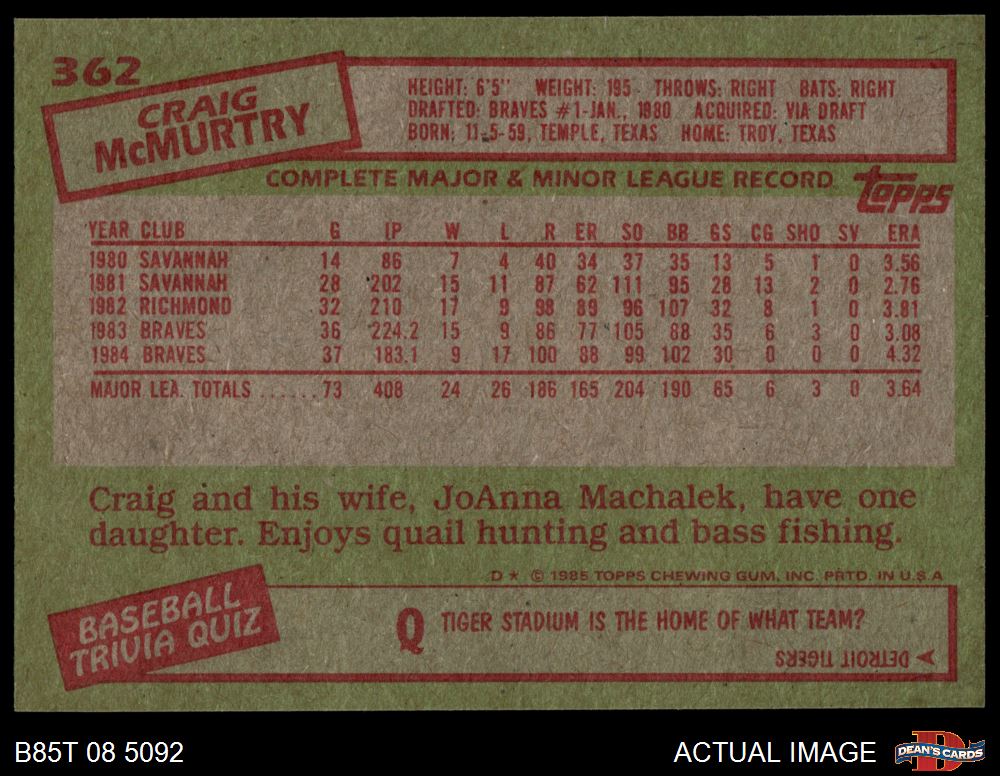 362
CRAIG
McMURTRY
HEIGHT: 6'5" WEIGHT: 195 THROWS: RIGHT BATS: RIGHT
DRAFTED: BRAVES #1-JAN., 1980 ACQUIRED: VIA DRAFT
BORN: 11-5-59, TEMPLE, TEXAS HOME: TROY, TEXAS
COMPLETE MAJOR & MINOR LEAGUE RECORD
topps
YEAR CLUB G IP W L R ER SO BB GS CG SHO SV ERA
1980 SAVANNAH 14 86 7 4 40 34 37 35 13 5 1 0 3.56
1981 SAVANNAH 28 202 15 11 87 62 111 95 28 13 2 0 2.76
1982 RICHMOND 32 210 17 9 98 89 96 107 32 8 1 0 3.81
1983 BRAVES 36 224.2 15 9 86 77 105 88 35 6 3 0 3.08
1984 BRAVES 37 183.1 9 17 100 88 99 102 30 0 0 0 4.32
MAJOR LEA. TOTALS ......73 408 24 26 186 165 204 190 65 6 3 0 3.64
Craig and his wife, JoAnna Machalek, have one
daughter. Enjoys quail hunting and bass fishing.
D* © 1985 TOPPS CHEWING GUM, INC. PRTD. IN U.S.A
BASEBALL
TRIVIA QUIZ
Q TIGER STADIUM IS THE HOME OF WHAT TEAM?
DETROIT TIGERS
B85T 08 5092
ACTUAL IMAGE
DEAN'S CARDS